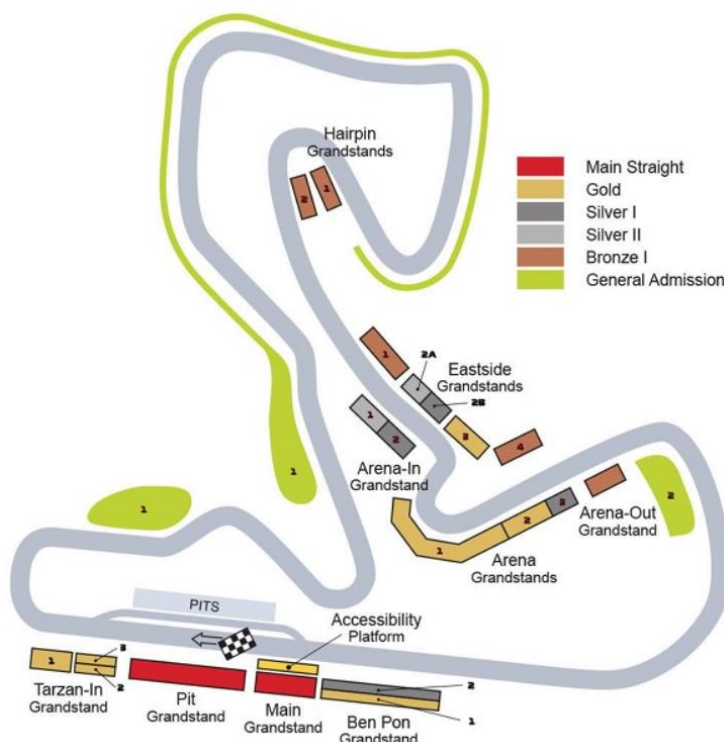 Hairpin
Grandstands
2
1
Main Straight
Gold
Silver I
Silver II
Bronze I
General Admission
1
2A
Eastside
Grandstands
2B
1
2
3
4
Arena-In
Grandstand
1
1
2
2
2
Arena-Out
Grandstand
1
Arena
Grandstands
PITS
Accessibility
Platform
1
3
2
Tarzan-In
Grandstand
Pit
Grandstand
Main
Grandstand
2
1
Ben Pon
Grandstand